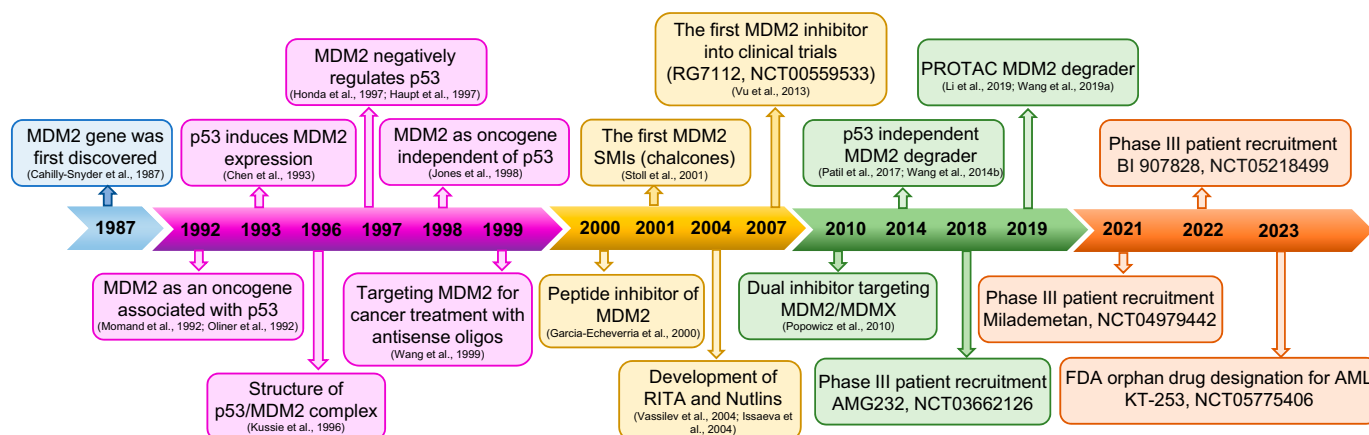 MDM2 gene was
first discovered
(Cahilly-Snyder et al., 1987)
p53 induces MDM2
expression
(Chen et al., 1993)
MDM2 negatively
regulates p53
(Honda et al., 1997; Haupt et al., 1997)
MDM2 as oncogene
independent of p53
(Jones et al., 1998)
The first MDM2
SMIs (chalcones)
(Stoll et al., 2001)
The first MDM2 inhibitor
into clinical trials
(RG7112, NCT00559533)
(Vu et al., 2013)
p53 independent
MDM2 degrader
(Patil et al., 2017; Wang et al., 2014b)
PROTAC MDM2 degrader
(Li et al., 2019; Wang et al., 2019a)
Phase III patient recruitment
BI 907828, NCT05218499
1987 1992 1993 1996 1997 1998 1999 2000 2001 2004 2007 2010 2014 2018 2019 2021 2022 2023
MDM2 as an oncogene
associated with p53
(Momand et al., 1992; Oliner et al., 1992)
Structure of
p53/MDM2 complex
(Kussie et al., 1996)
Targeting MDM2 for
cancer treatment with
antisense oligos
(Wang et al., 1999)
Peptide inhibitor of
MDM2
(Garcia-Echeverria et al., 2000)
Development of
RITA and Nutlins
(Vassilev et al., 2004; Issaeva et
al., 2004)
Dual inhibitor targeting
MDM2/MDMX
(Popowicz et al., 2010)
Phase III patient recruitment
AMG232, NCT03662126
Phase III patient recruitment
Milademetan, NCT04979442
FDA orphan drug designation for AML
KT-253, NCT05775406